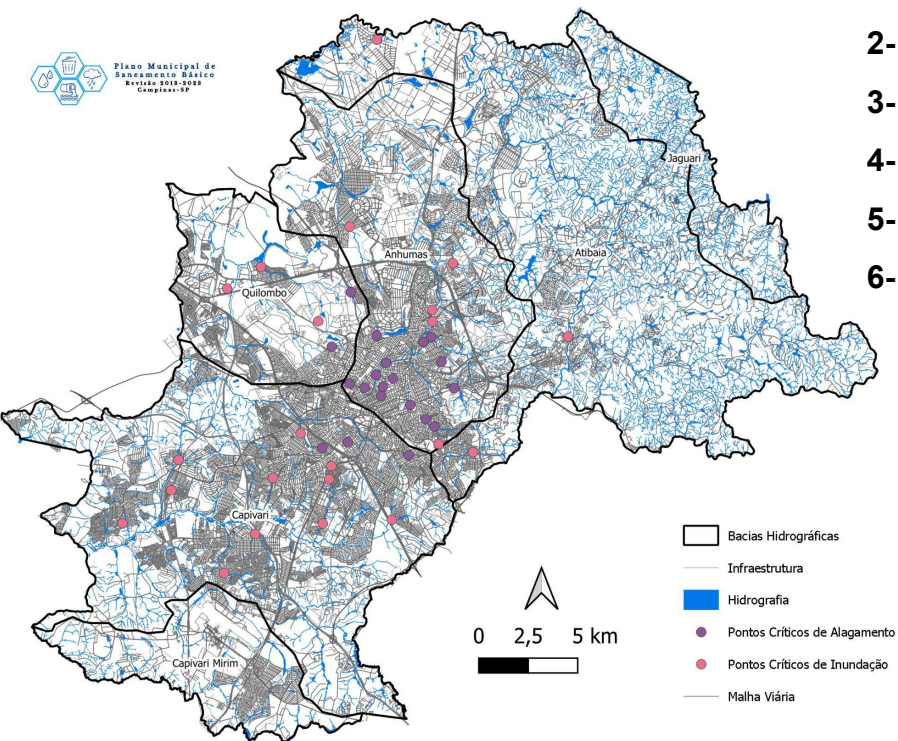 Plano Municipal de
Saneamento Básico
Revisão 2018-2028
Campinas-SP
2-
3-
4-
5-
6-
Jaguari
Anhumas
Atibaia
Quilombo
Capivari
Capivari Mirim
0 2,5 5 km
Bacias Hidrográficas
Infraestrutura
Hidrografia
Pontos Críticos de Alagamento
Pontos Críticos de Inundação
Malha Viária